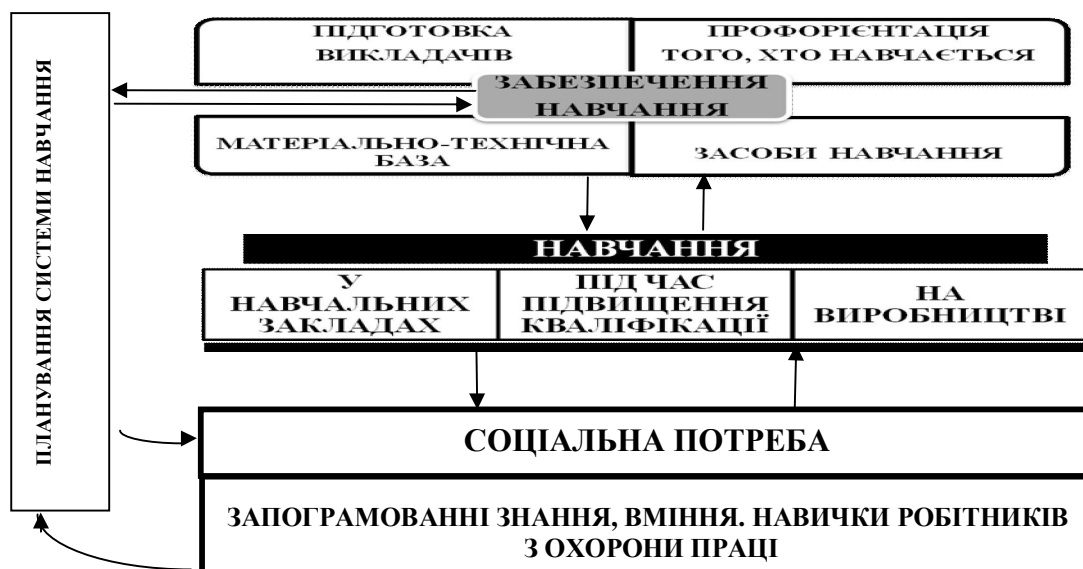 ПЛАНУВАННЯ СИСТЕМИ НАВЧАННЯ
ПІДГОТОВКА
ВИКЛАДАЧІВ
ПРОФОРІЄНТАЦІЯ
ТОГО, ХТО НАВЧАЄТЬСЯ
ЗАБЕЗПЕЧЕННЯ
НАВЧАННЯ
МАТЕРІАЛЬНО-ТЕХНІЧНА
БАЗА
ЗАСОБИ НАВЧАННЯ
НАВЧАННЯ
У
НАВЧАЛЬНИХ
ЗАКЛАДАХ
ПІД ЧАС
ПІДВИЩЕННЯ
КВАЛІФІКАЦІЇ
НА
ВИРОБНИЦТВІ
СОЦІАЛЬНА ПОТРЕБА
ЗАПОГРАМОВАННІ ЗНАННЯ, ВМІННЯ. НАВИЧКИ РОБІТНИКІВ
З ОХОРОНИ ПРАЦІ